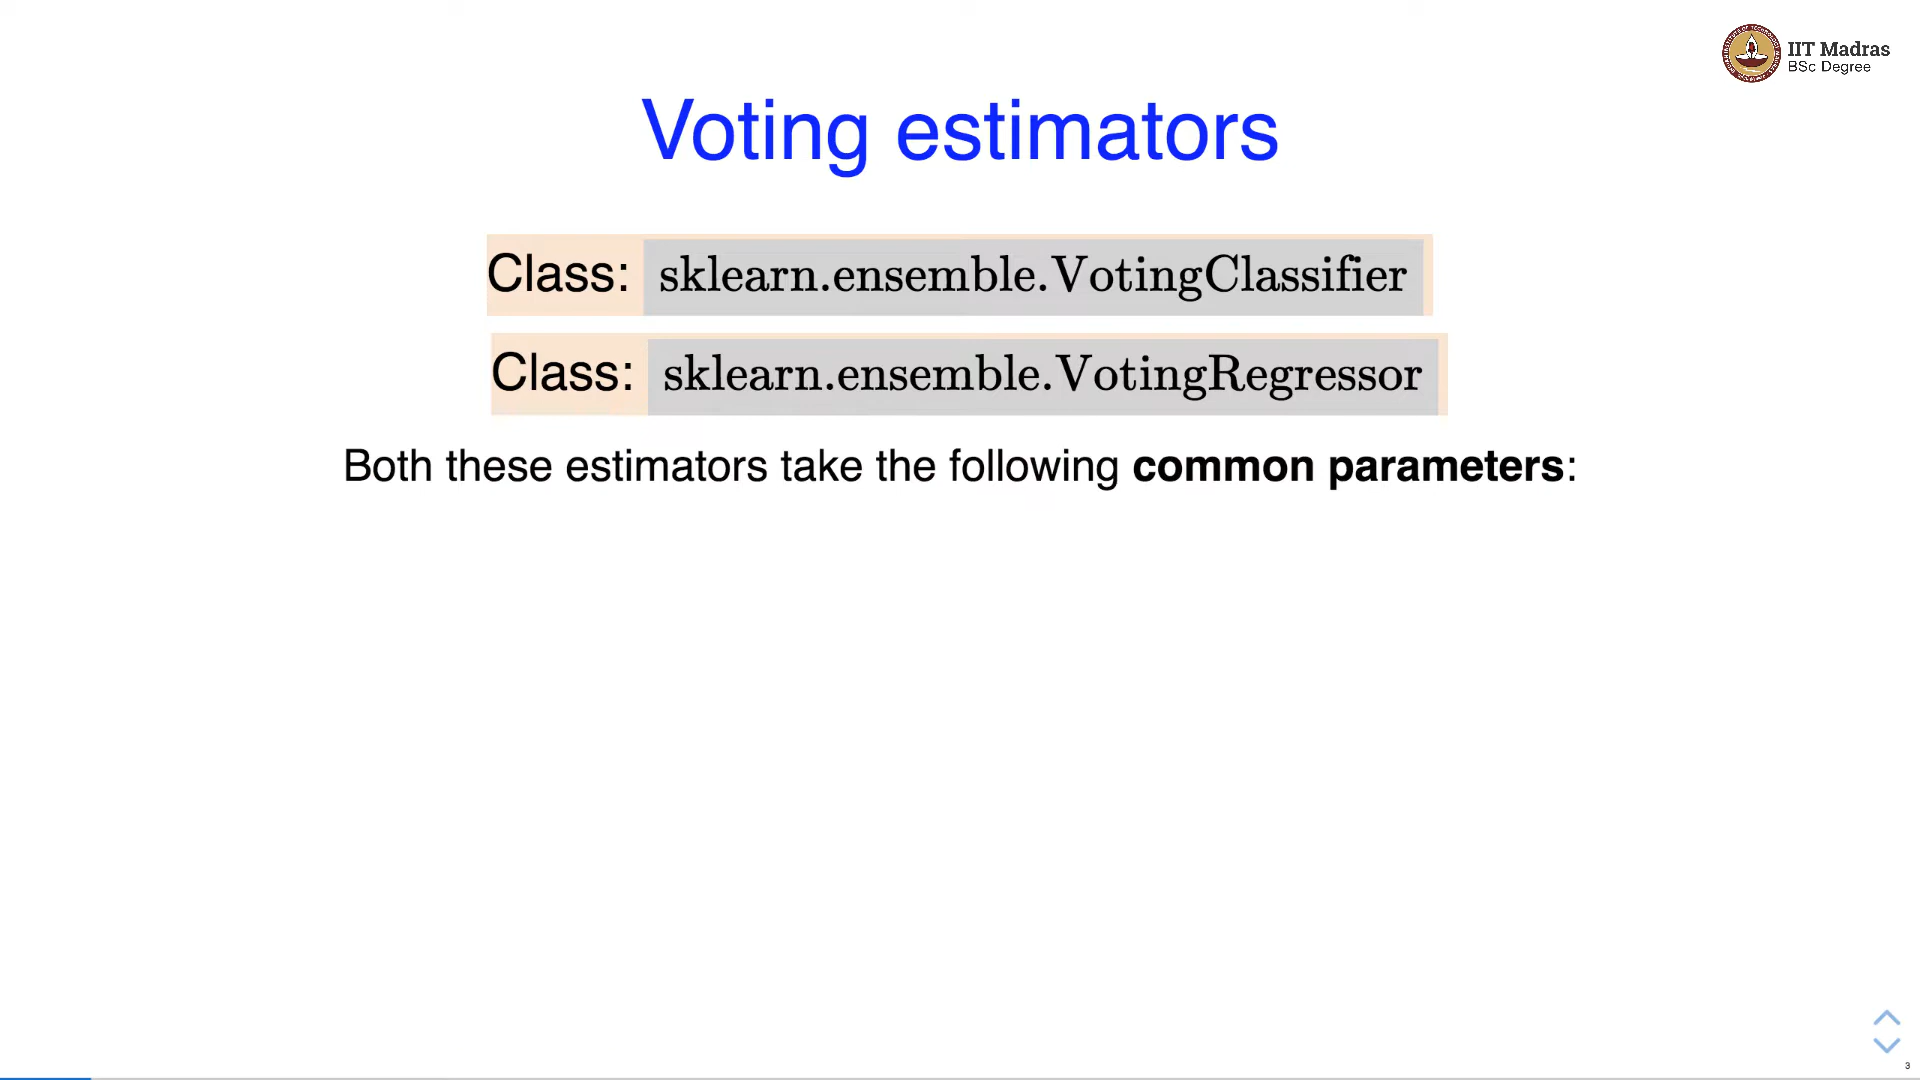 IIT Madras
BSc Degree
Voting estimators
Class: sklearn.ensemble.VotingClassifier
Class: sklearn.ensemble.VotingRegressor
Both these estimators take the following common parameters:
3